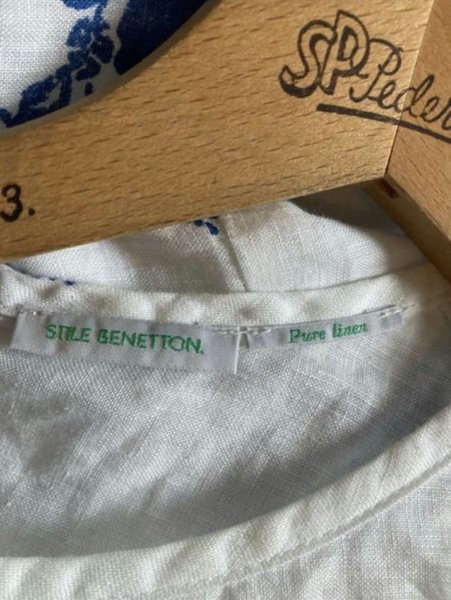 SP Peder
3.
STILE BENETTON.
Pure linen